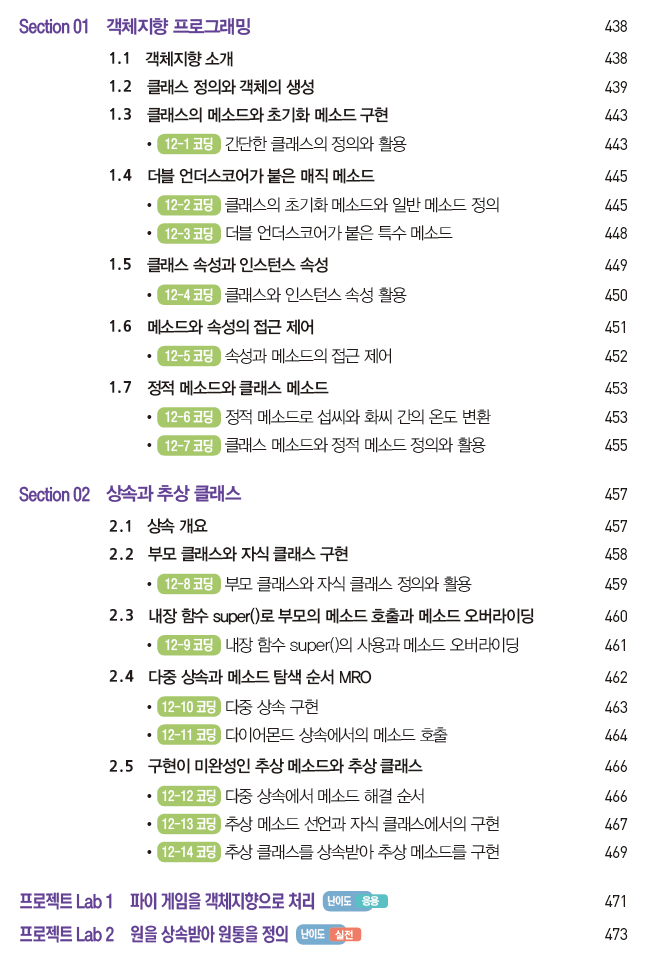 Section 01 객체지향 프로그래밍 438
1.1 객체지향 소개 438
1.2 클래스 정의와 객체의 생성 439
1.3 클래스의 메소드와 초기화 메소드 구현 443
• 12-1 코딩 간단한 클래스의 정의와 활용 443
1.4 더블 언더스코어가 붙은 매직 메소드 445
• 12-2 코딩 클래스의 초기화 메소드와 일반 메소드 정의 445
• 12-3 코딩 더블 언더스코어가 붙은 특수 메소드 448
1.5 클래스 속성과 인스턴스 속성 449
• 12-4 코딩 클래스와 인스턴스 속성 활용 450
1.6 메소드와 속성의 접근 제어 451
• 12-5 코딩 속성과 메소드의 접근 제어 452
1.7 정적 메소드와 클래스 메소드 453
• 12-6 코딩 정적 메소드로 섭씨와 화씨 간의 온도 변환 453
• 12-7 코딩 클래스 메소드와 정적 메소드 정의와 활용 455
Section 02 상속과 추상 클래스 457
2.1 상속 개요 457
2.2 부모 클래스와 자식 클래스 구현 458
• 12-8 코딩 부모 클래스와 자식 클래스 정의와 활용 459
2.3 내장 함수 super()로 부모의 메소드 호출과 메소드 오버라이딩 460
• 12-9 코딩 내장 함수 super()의 사용과 메소드 오버라이딩 461
2.4 다중 상속과 메소드 탐색 순서 MRO 462
• 12-10 코딩 다중 상속 구현 463
• 12-11 코딩 다이어몬드 상속에서의 메소드 호출 464
2.5 구현이 미완성인 추상 메소드와 추상 클래스 466
• 12-12 코딩 다중 상속에서 메소드 해결 순서 466
• 12-13 코딩 추상 메소드 선언과 자식 클래스에서의 구현 467
• 12-14 코딩 추상 클래스를 상속받아 추상 메소드를 구현 469
프로젝트 Lab 1 파이 게임을 객체지향으로 처리 난이도 응용 471
프로젝트 Lab 2 원을 상속받아 원통을 정의 난이도 실전 473